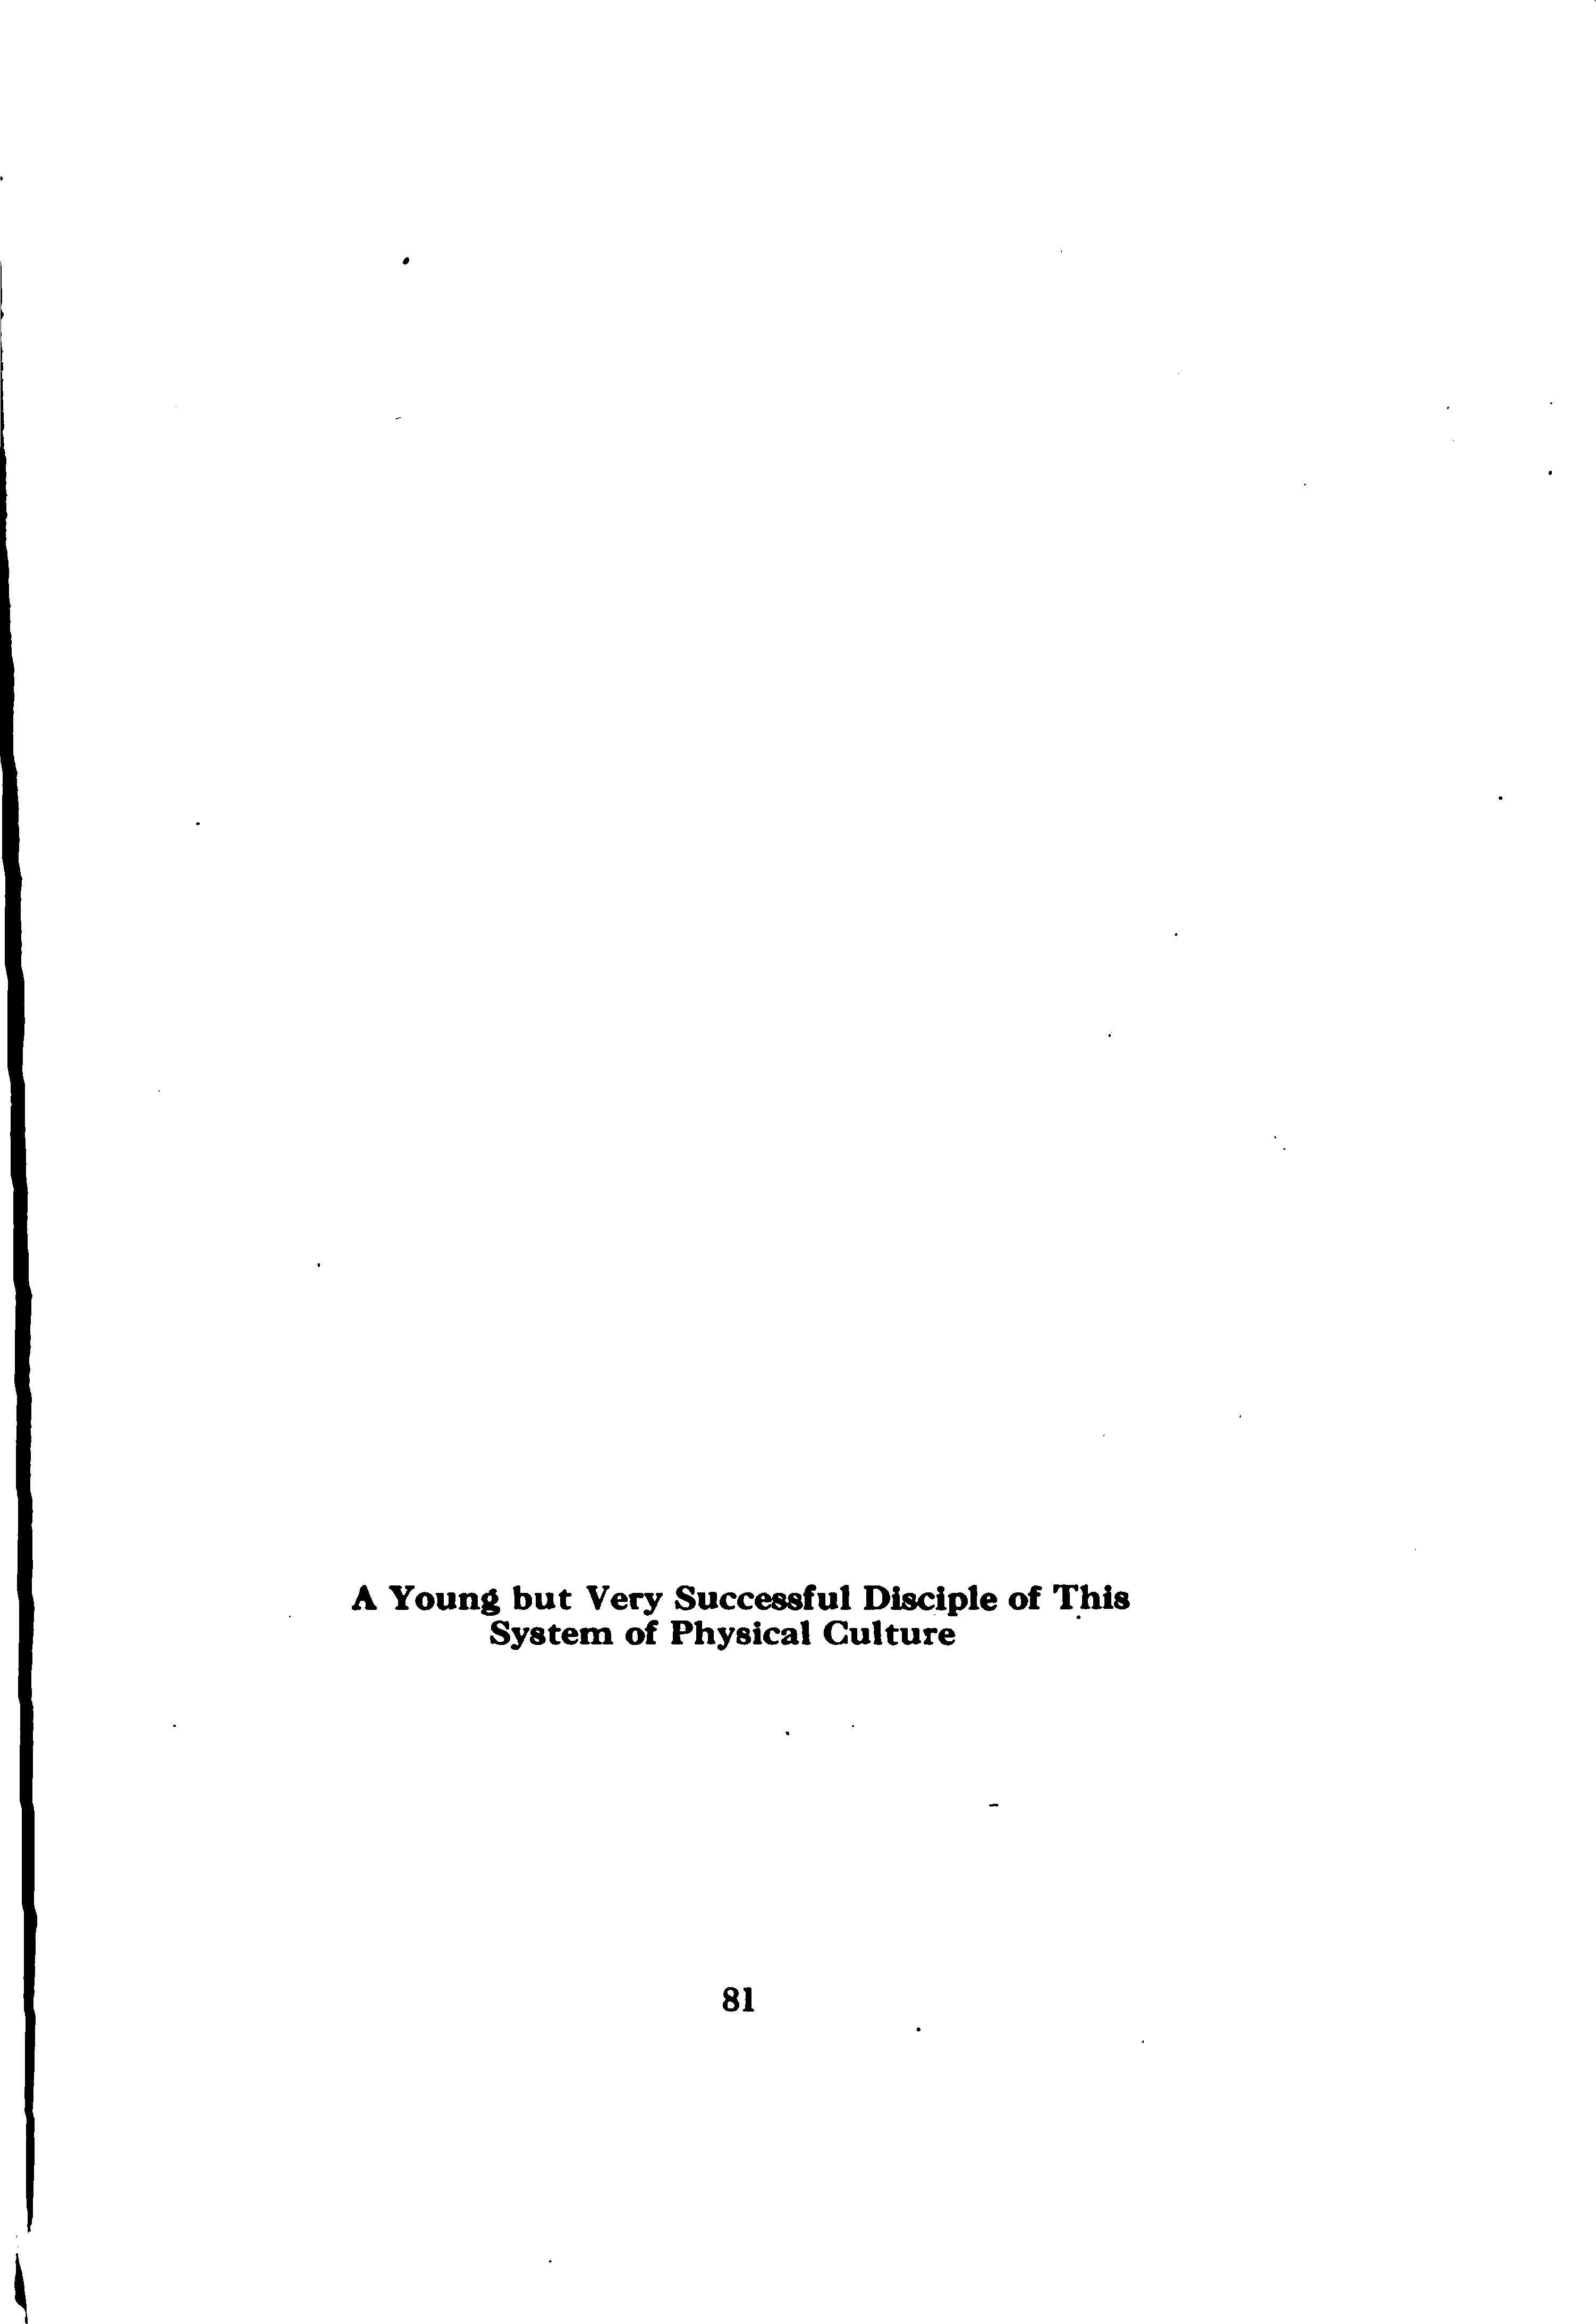 A Young but Very Successful Disciple of This
System of Physical Culture
81